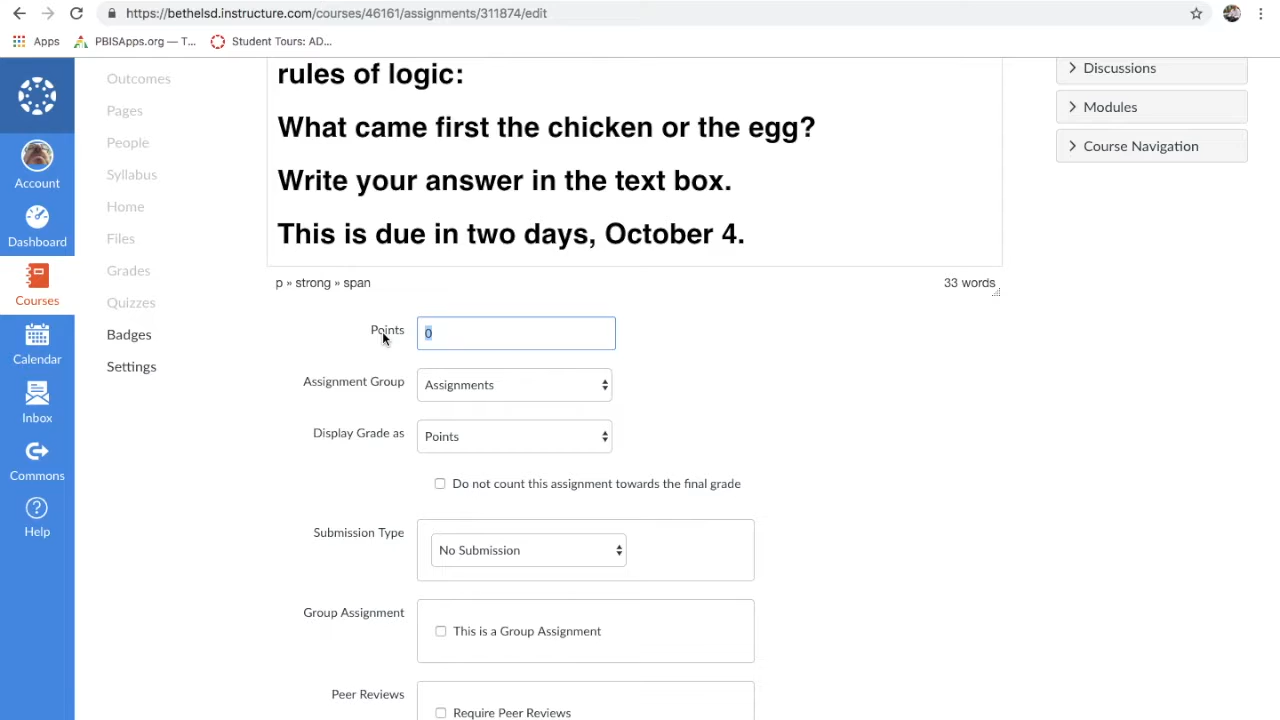 https://bethelsd.instructure.com/courses/46161/assignments/311874/edit
Apps
PBISApps.org — T...
Student Tours: AD...
Account
Dashboard
Courses
Calendar
Inbox
Commons
Help
Outcomes
Pages
People
Syllabus
Home
Files
Grades
Quizzes
Badges
Settings
rules of logic:
What came first the chicken or the egg?
Write your answer in the text box.
This is due in two days, October 4.
p » strong » span
33 words
Points 0
Assignment Group Assignments
Display Grade as Points
Do not count this assignment towards the final grade
Submission Type No Submission
Group Assignment This is a Group Assignment
Peer Reviews Require Peer Reviews
Discussions
Modules
Course Navigation